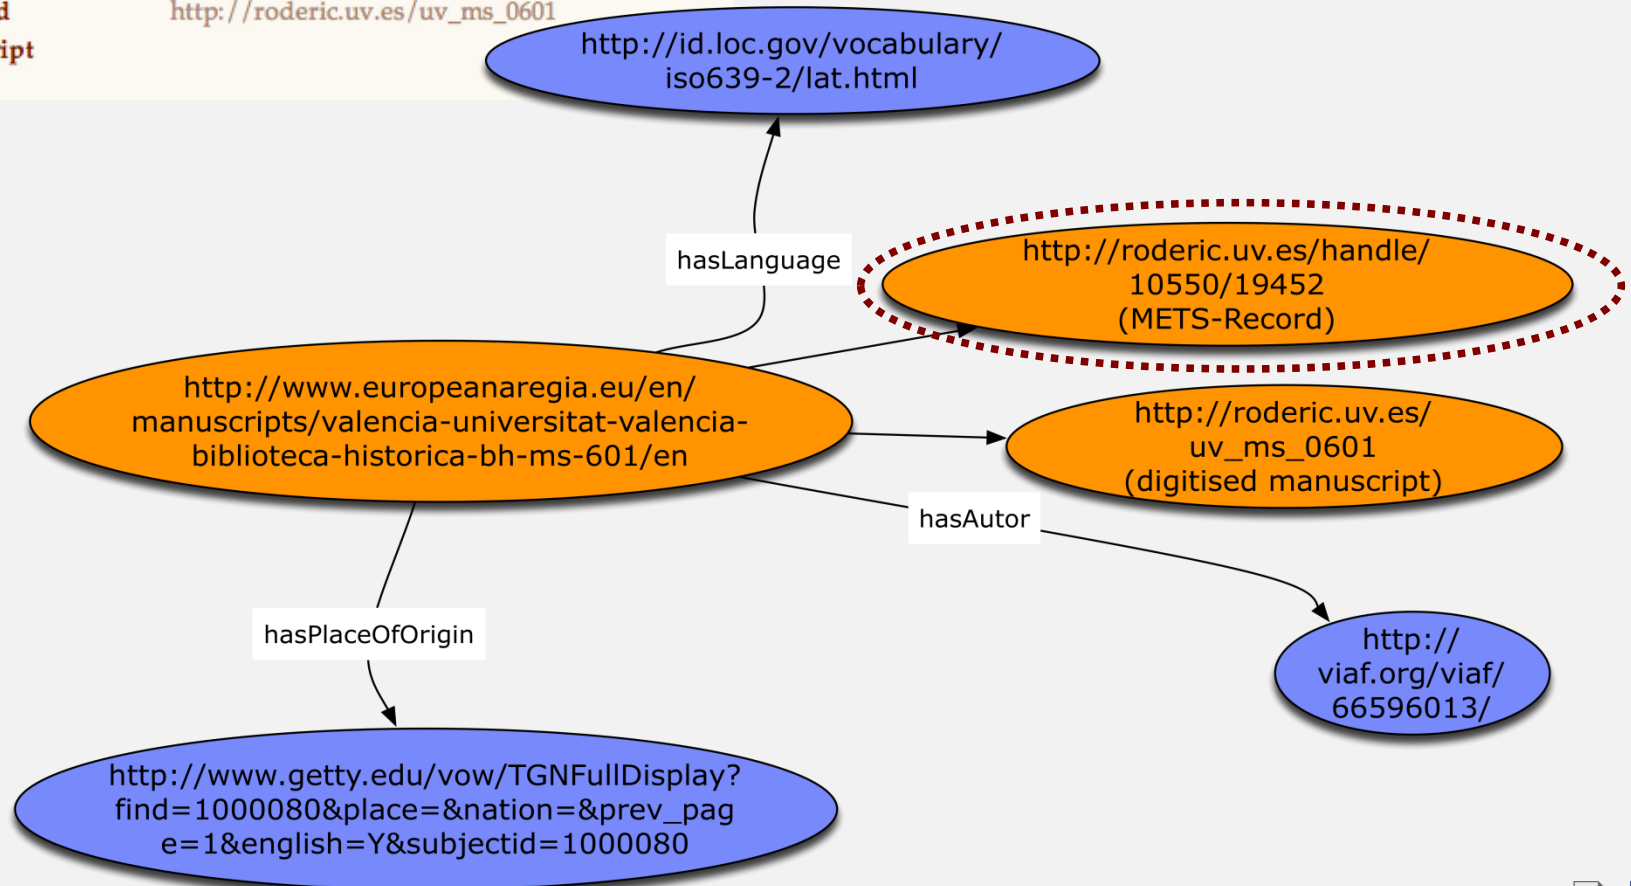 http://roderic.uv.es/uv_ms_0601
http://id.loc.gov/vocabulary/
iso639-2/lat.html
hasLanguage
http://roderic.uv.es/handle/
10550/19452
(METS-Record)
http://www.europeanaregia.eu/en/
manuscripts/valencia-universitat-valencia-
biblioteca-historica-bh-ms-601/en
http://roderic.uv.es/
uv_ms_0601
(digitised manuscript)
hasAutor
hasPlaceOfOrigin
http://
viaf.org/viaf/
66596013/
http://www.getty.edu/vow/TGNFullDisplay?
find=1000080&place=&nation=&prev_pag
e=1&english=Y&subjectid=1000080